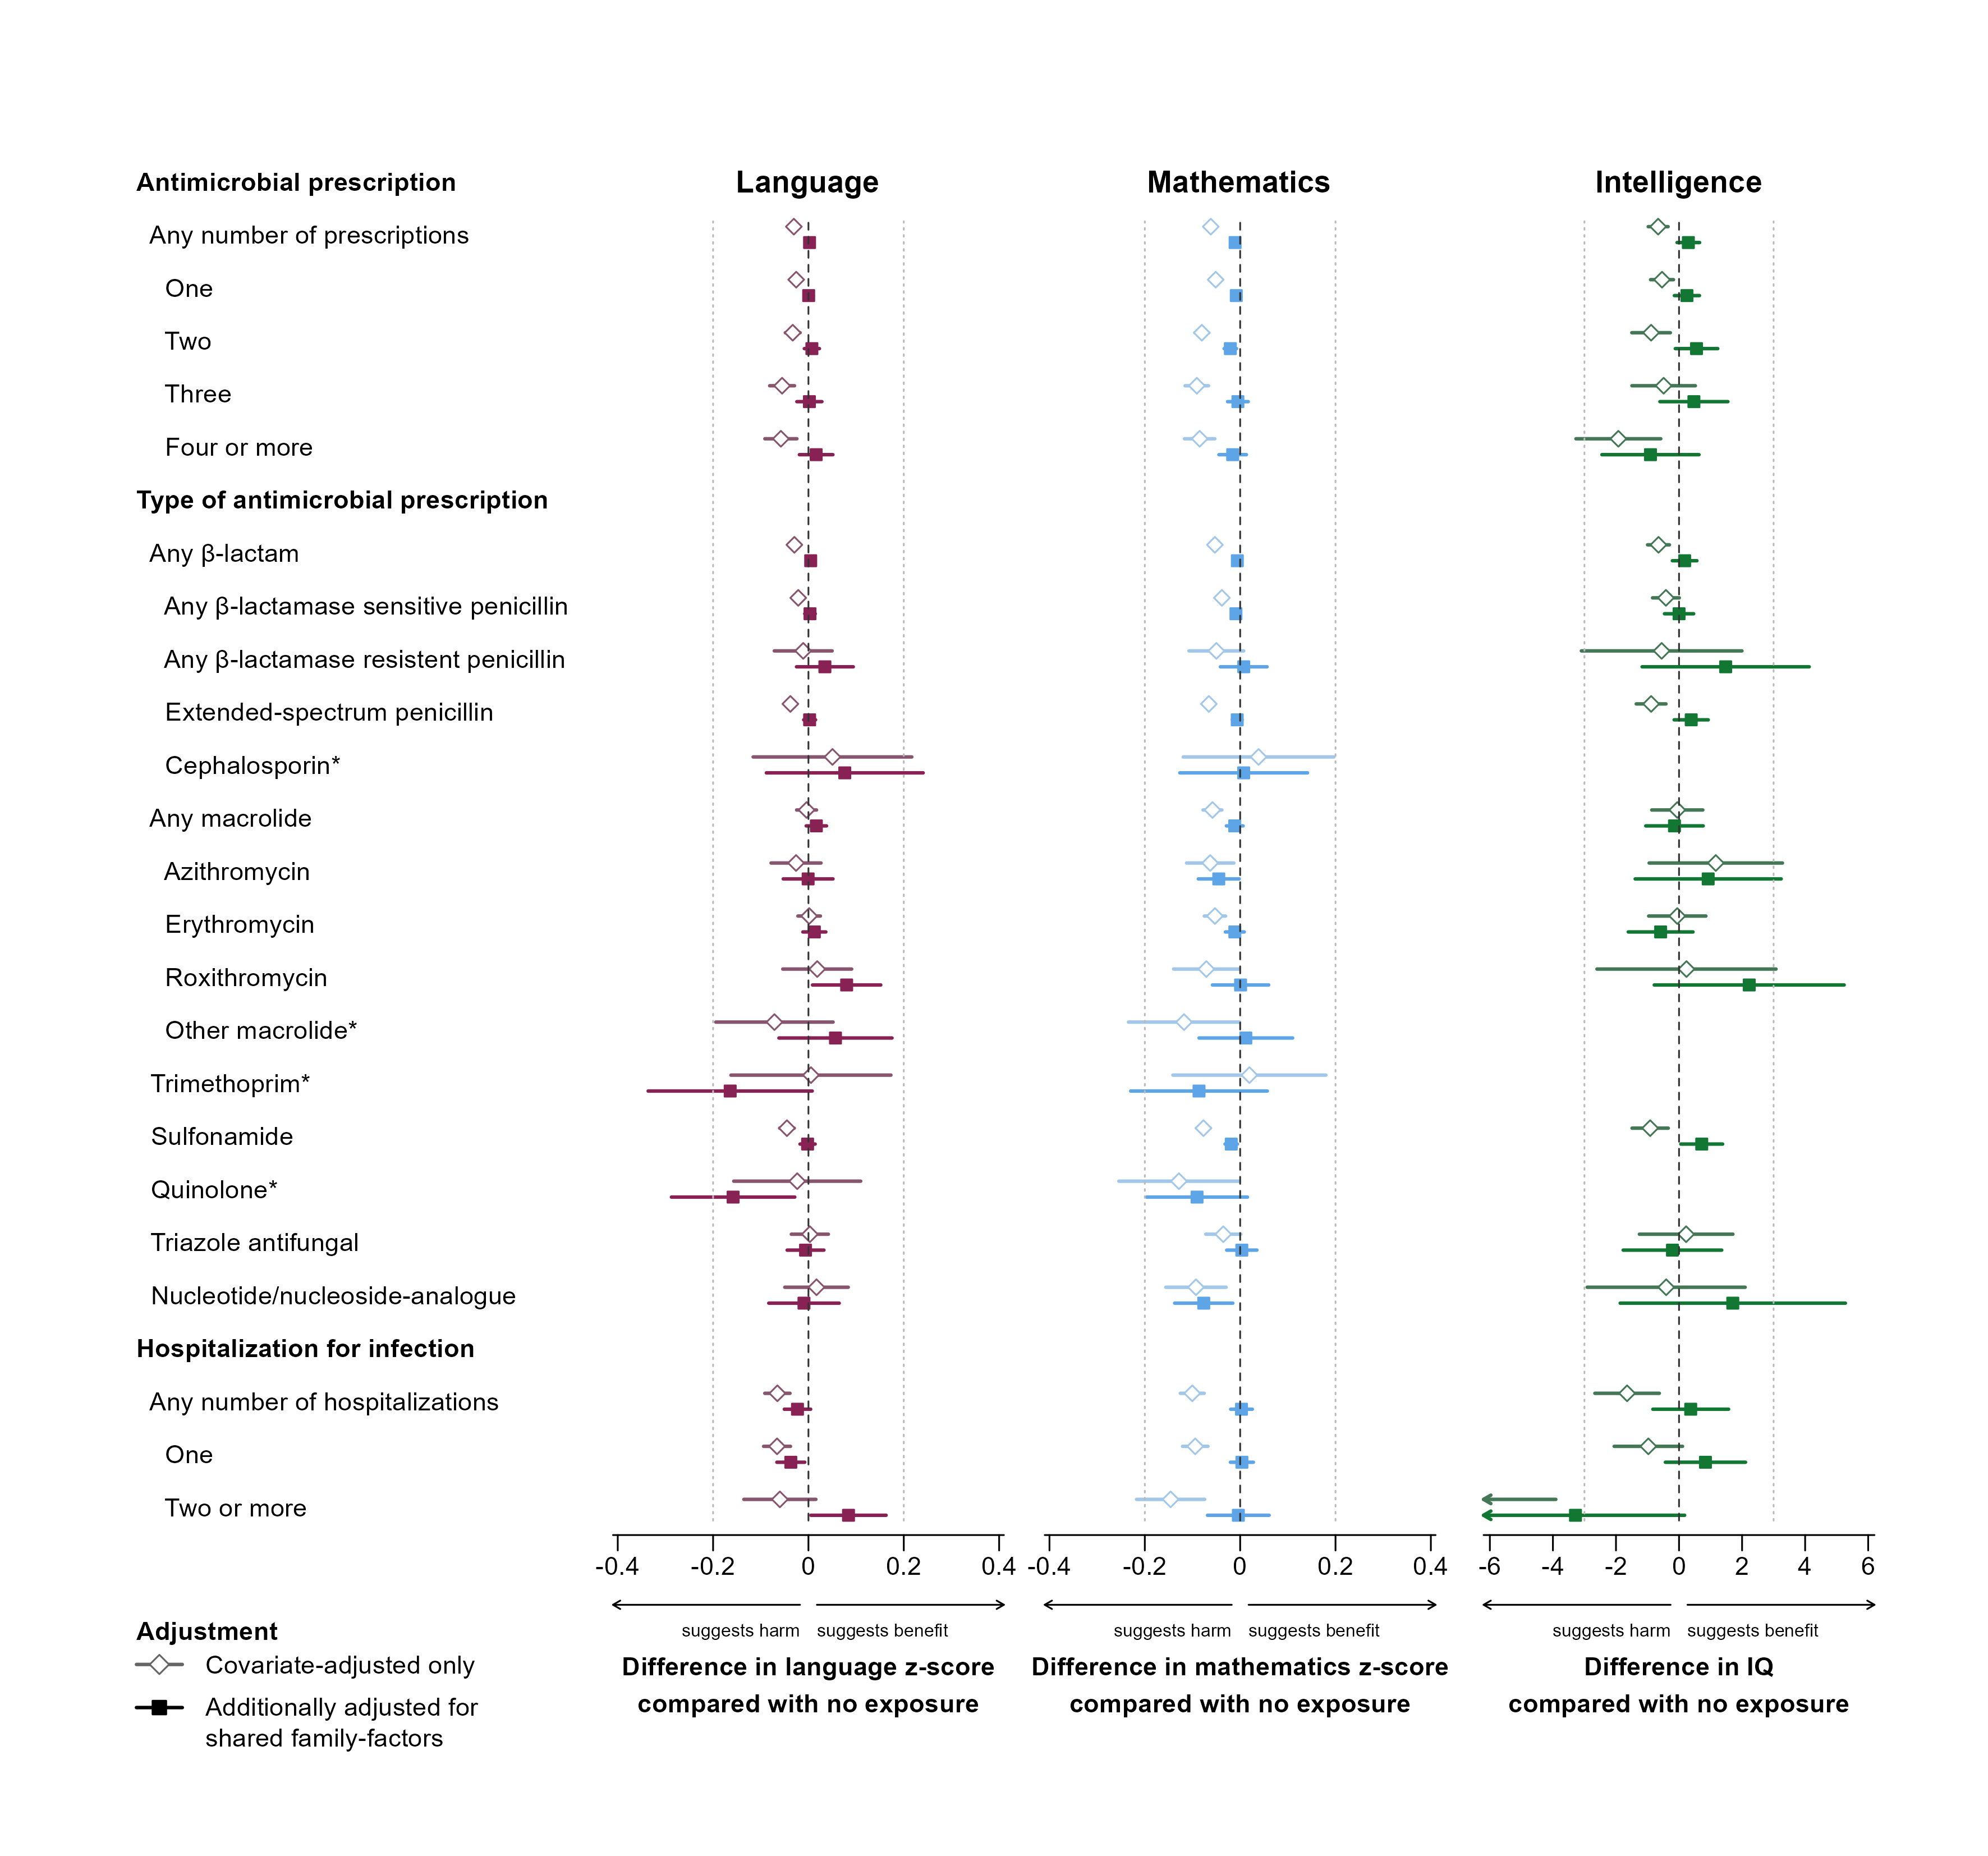 Antimicrobial prescription
Language
Mathematics
Intelligence
Any number of prescriptions
One
Two
Three
Four or more
Type of antimicrobial prescription
Any β-lactam
Any β-lactamase sensitive penicillin
Any β-lactamase resistent penicillin
Extended-spectrum penicillin
Cephalosporin*
Any macrolide
Azithromycin
Erythromycin
Roxithromycin
Other macrolide*
Trimethoprim*
Sulfonamide
Quinolone*
Triazole antifungal
Nucleotide/nucleoside-analogue
Hospitalization for infection
Any number of hospitalizations
One
Two or more
-0.4 -0.2 0 0.2 0.4
-0.4 -0.2 0 0.2 0.4
-6 -4 -2 0 2 4 6
suggests harm suggests benefit
suggests harm suggests benefit
suggests harm suggests benefit
Difference in language z-score
compared with no exposure
Difference in mathematics z-score
compared with no exposure
Difference in IQ
compared with no exposure
Adjustment
Covariate-adjusted only
Additionally adjusted for
shared family-factors